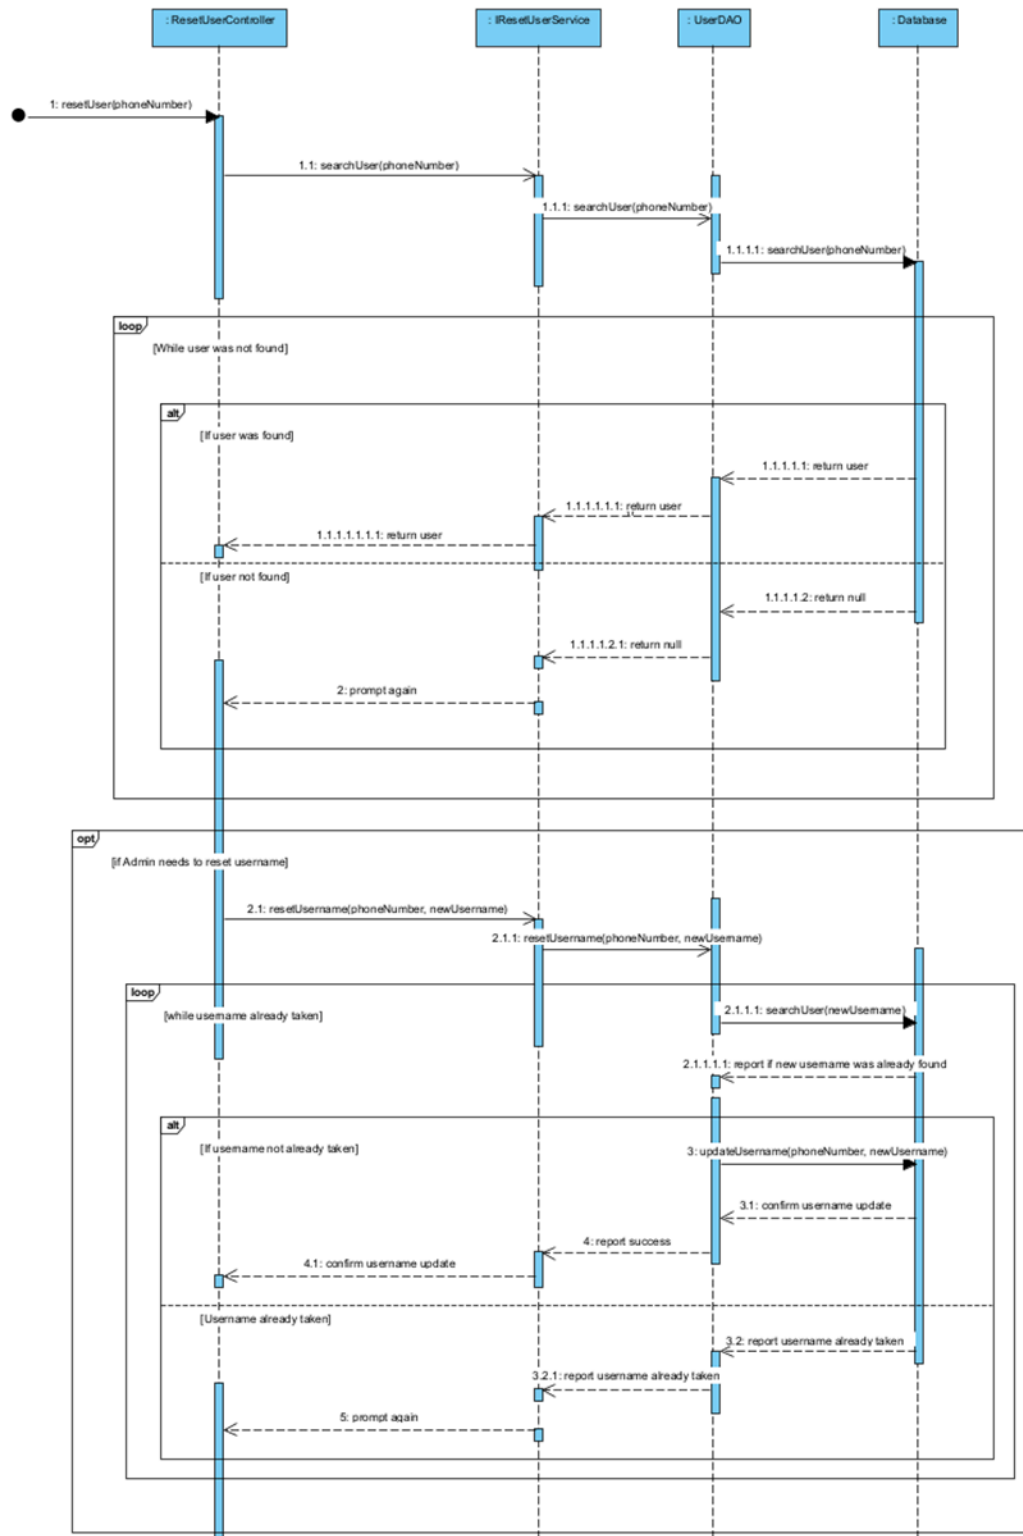 : ResetUserController
: IResetUserService
: UserDAO
: Database
1: resetUser(phoneNumber)
1.1: searchUser(phoneNumber)
1.1.1: searchUser(phoneNumber)
1.1.1.1: searchUser(phoneNumber)
loop
[While user was not found]
alt
[If user was found]
1.1.1.1.1: return user
1.1.1.1.1.1: return user
1.1.1.1.1.1.1: return user
[If user not found]
1.1.1.1.2: return null
1.1.1.1.2.1: return null
2: prompt again
opt
[if Admin needs to reset username]
2.1: resetUsername(phoneNumber, newUsername)
2.1.1: resetUsername(phoneNumber, newUsername)
loop
[while username already taken]
2.1.1.1: searchUser(newUsername)
2.1.1.1.1: report if new username was already found
alt
[If username not already taken]
3: updateUsername(phoneNumber, newUsername)
3.1: confirm username update
4: report success
4.1: confirm username update
[Username already taken]
3.2: report username already taken
3.2.1: report username already taken
5: prompt again